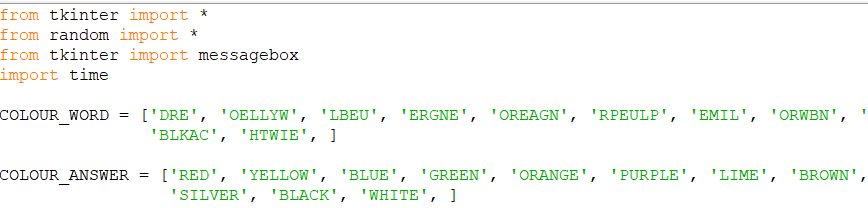 from tkinter import *
from random import *
from tkinter import messagebox
import time
COLOUR_WORD = ['DRE', 'OELLYW', 'LBEU', 'ERGNE', 'OREAGN', 'RPEULP', 'EMIL', 'ORWBN', '
'BLKAC', 'HTWIE', ]
COLOUR_ANSWER = ['RED', 'YELLOW', 'BLUE', 'GREEN', 'ORANGE', 'PURPLE', 'LIME', 'BROWN',
'SILVER', 'BLACK', 'WHITE', ]